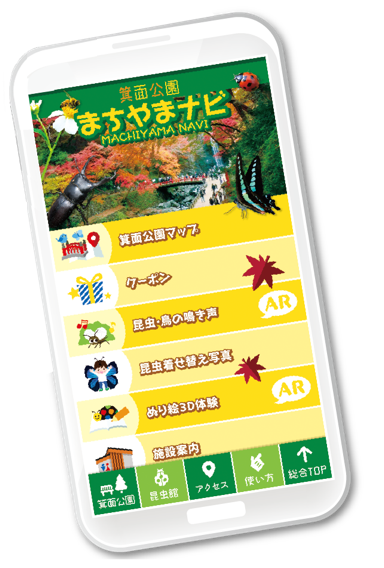 箕面公園
まちやまナビ
MACHIYAMA NAVI
箕面公園マップ
クーポン
昆虫・鳥の鳴き声
AR
昆虫着せ替え写真
ぬり絵3D体験
AR
施設案内
箕面公園
昆虫館
アクセス
使い方
総合TOP